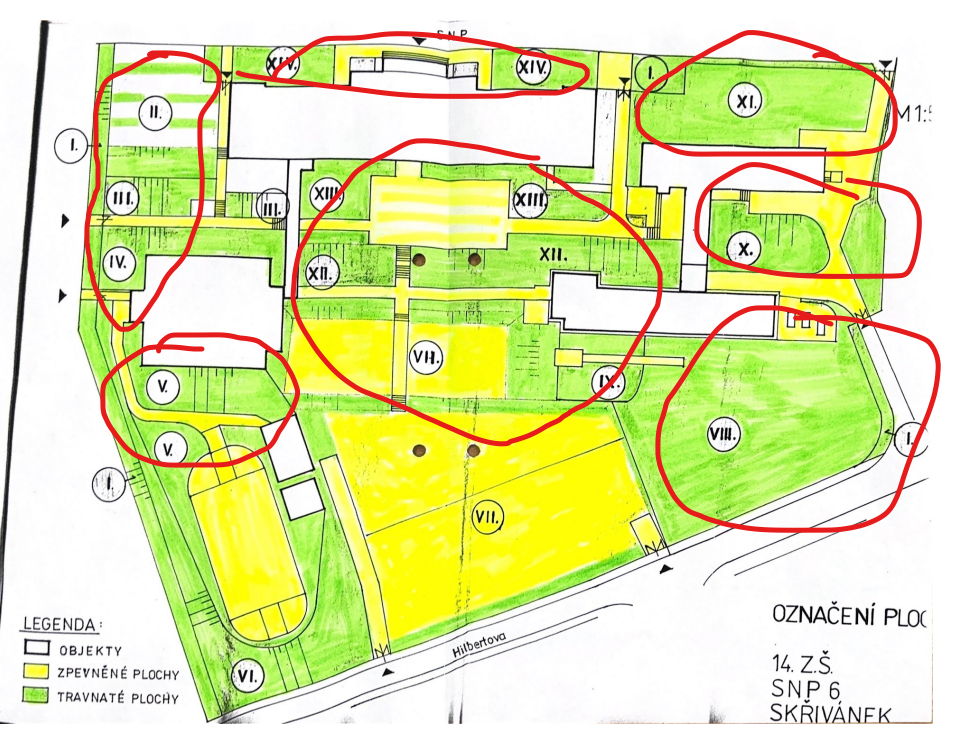 SNP
XIV.
XIV.
I.
XI.
II.
M 1:5
I.
III.
III.
XIII.
XIII.
X.
IV.
XII.
XII.
VII.
IX.
V.
VIII.
I.
V.
I.
VII.
VI.
Hilbertova
LEGENDA:
OBJEKTY
ZPEVNĚNÉ PLOCHY
TRAVNATÉ PLOCHY
OZNAČENÍ PLOC
14. Z.Š.
SNP 6
SKŘIVÁNEK